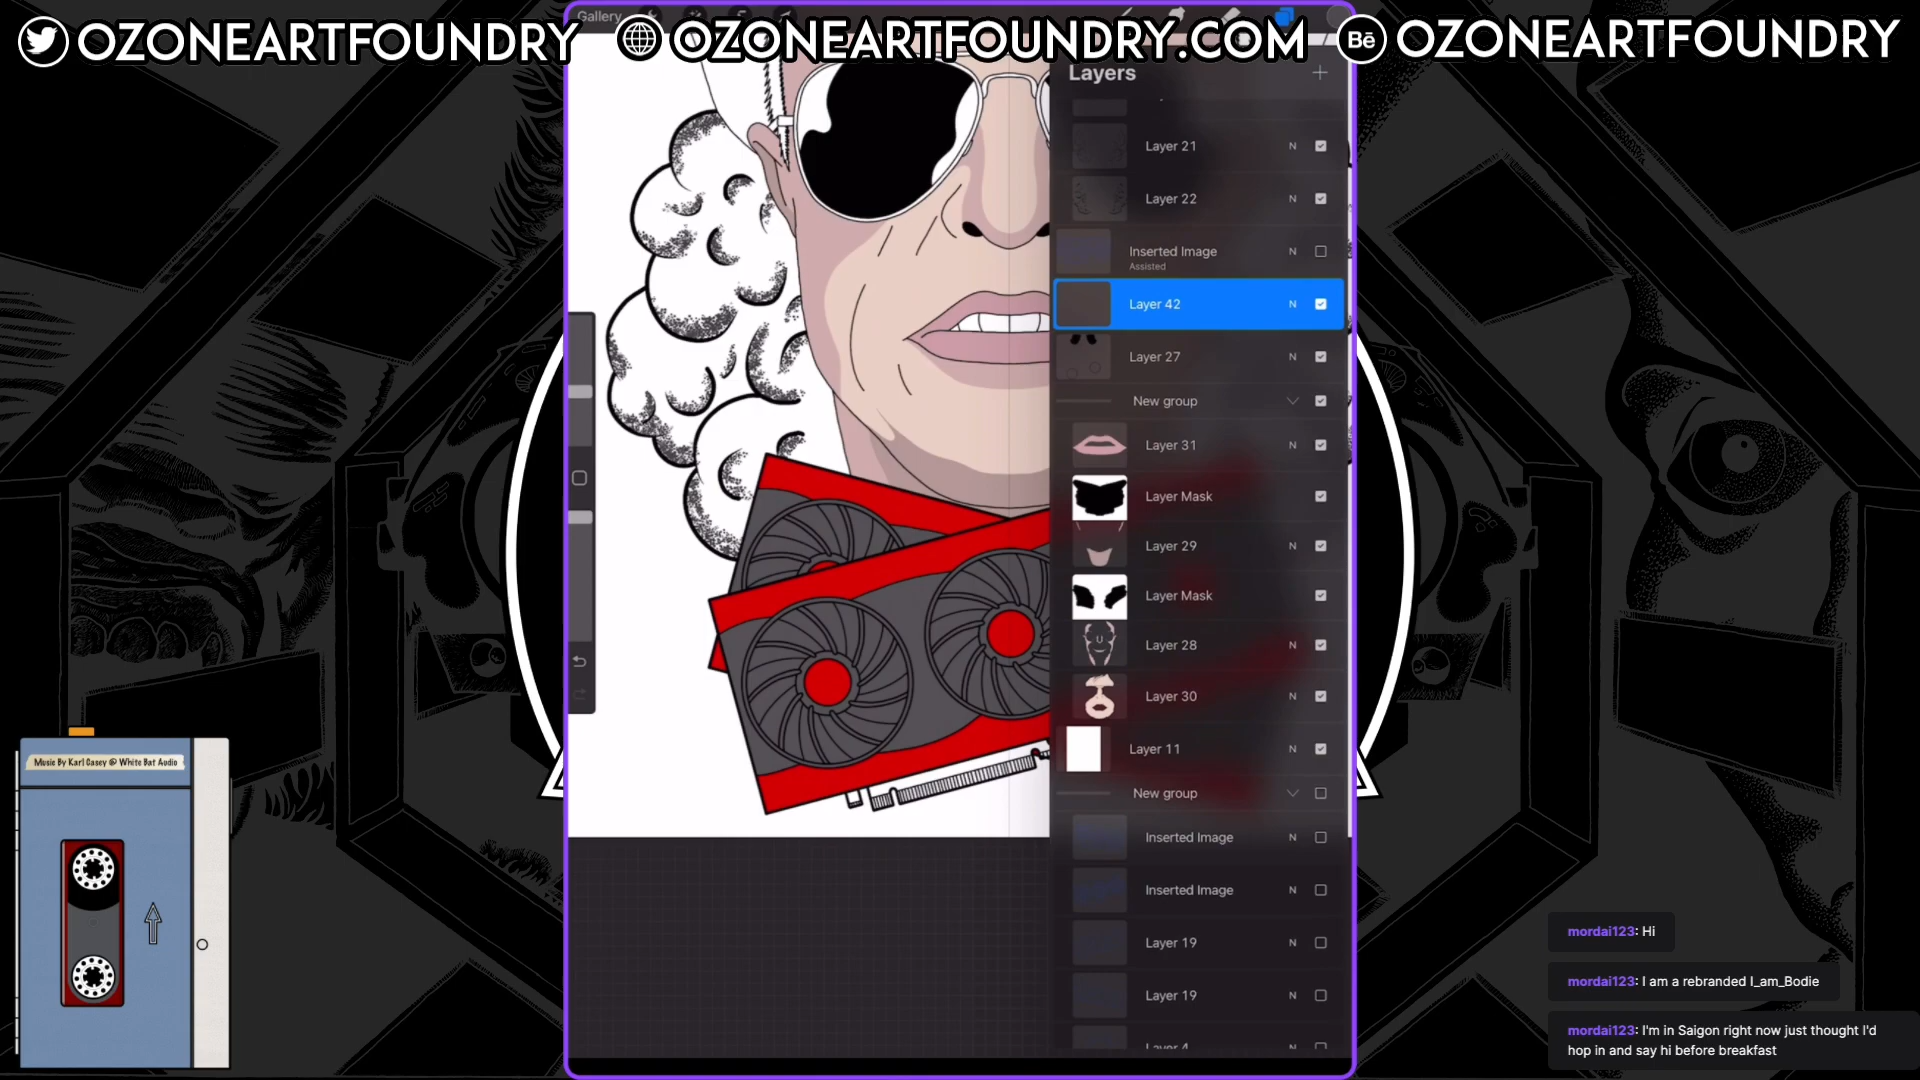 Gallery
OZONEARTFOUNDRY
OZONEARTFOUNDRY.COM
Bē OZONEARTFOUNDRY
Layers
Layer 21 N
Layer 22 N
Inserted Image N
Assisted
Layer 42 N
Layer 27 N
New group
Layer 31 N
Layer Mask
Layer 29 N
Layer Mask
Layer 28 N
Layer 30 N
Layer 11 N
New group
Inserted Image N
Inserted Image N
Layer 19 N
Layer 19 N
Layer 4 N
Music By Karl Casey @ White Bat Audio
mordai123: Hi
mordai123: I am a rebranded I_am_Bodie
mordai123: I'm in Saigon right now just thought I'd
hop in and say hi before breakfast